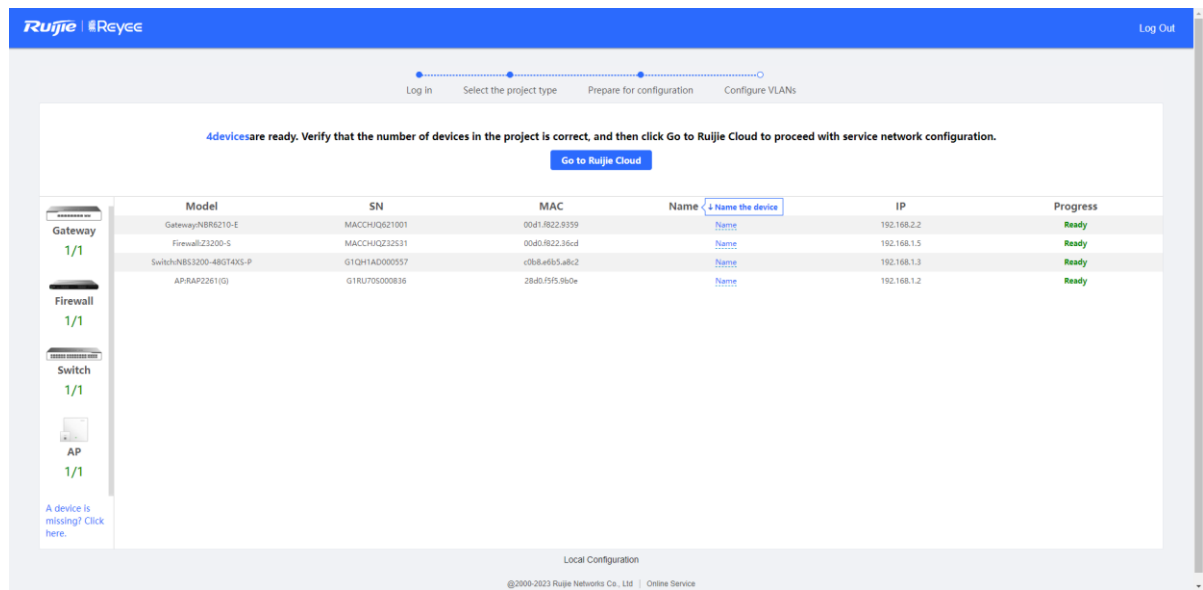 Ruijie | Reyee
Log Out
Log in Select the project type Prepare for configuration Configure VLANs
4devicesare ready. Verify that the number of devices in the project is correct, and then click Go to Ruijie Cloud to proceed with service network configuration.
Go to Ruijie Cloud
Model SN MAC Name ↓ Name the device IP Progress
Gateway:NBR6210-E MACCHJQ621001 00d1.f822.9359 Name 192.168.2.2 Ready
Firewall:Z3200-S MACCHJQZ32S31 00d0.f822.36cd Name 192.168.1.5 Ready
Switch:NBS3200-48GT4XS-P G1QH1AD000557 c0b8.e6b5.a8c2 Name 192.168.1.3 Ready
AP:RAP2261(G) G1RU70S000836 28d0.f5f5.9b0e Name 192.168.1.2 Ready
Gateway
1/1
Firewall
1/1
Switch
1/1
AP
1/1
A device is
missing? Click
here.
Local Configuration
@2000-2023 Ruijie Networks Co., Ltd | Online Service